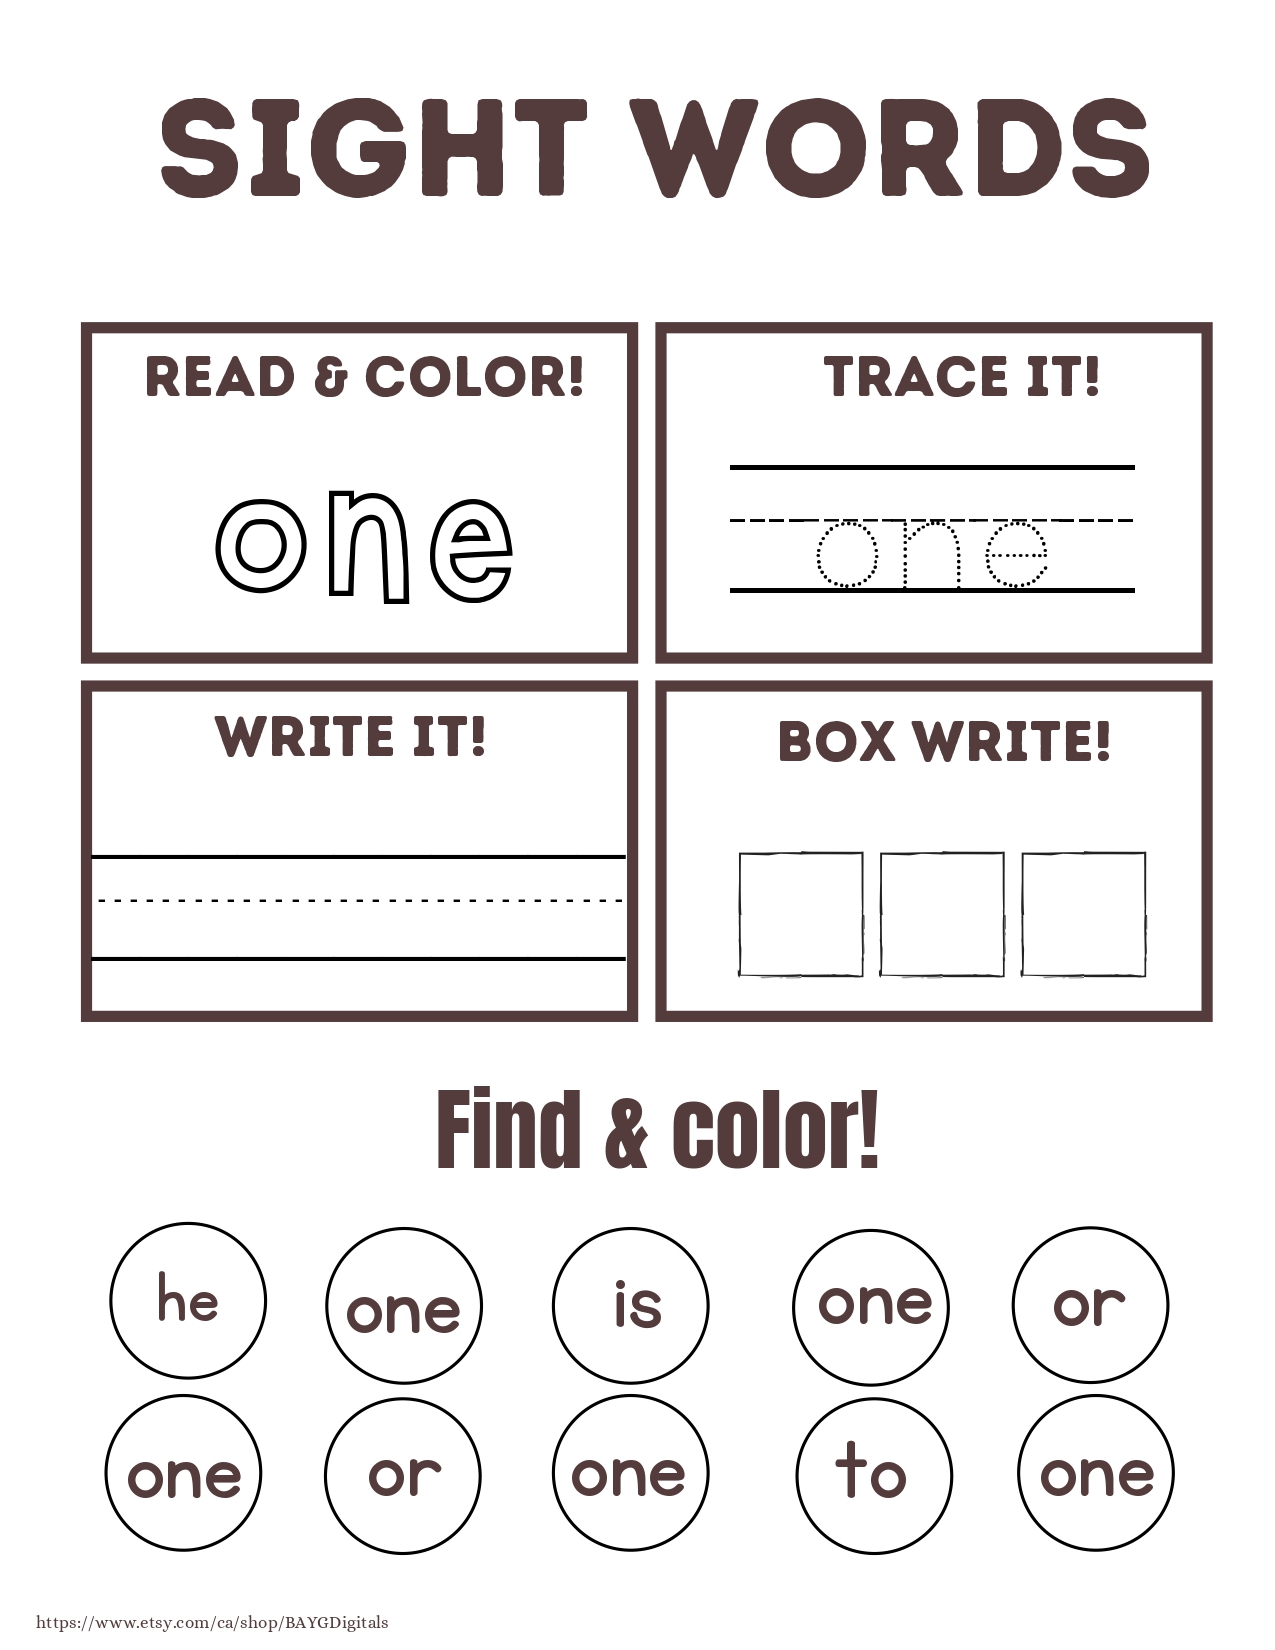 SIGHT WORDS
READ & COLOR!
one
TRACE IT!
one
WRITE IT!
BOX WRITE!
Find & color!
he one is one or
one or one to one
https://www.etsy.com/ca/shop/BAYGDigitals